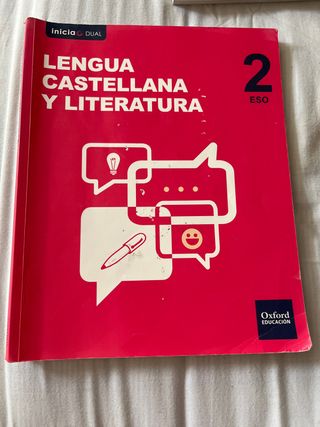 inicia DUAL
LENGUA
CASTELLANA
Y LITERATURA
2
ESO
Oxford
EDUCACIÓN